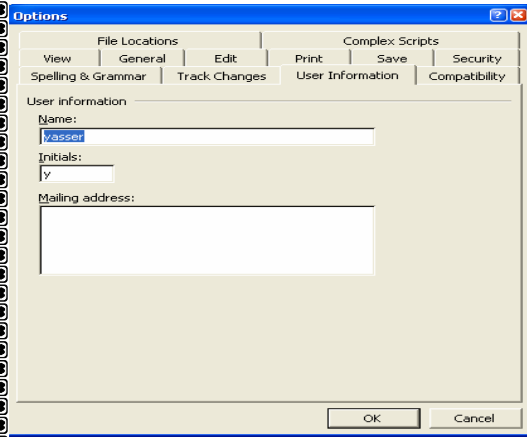 Options
File Locations Complex Scripts
View General Edit Print Save Security
Spelling & Grammar Track Changes User Information Compatibility
User information
Name:
yasser
Initials:
y
Mailing address:
OK Cancel